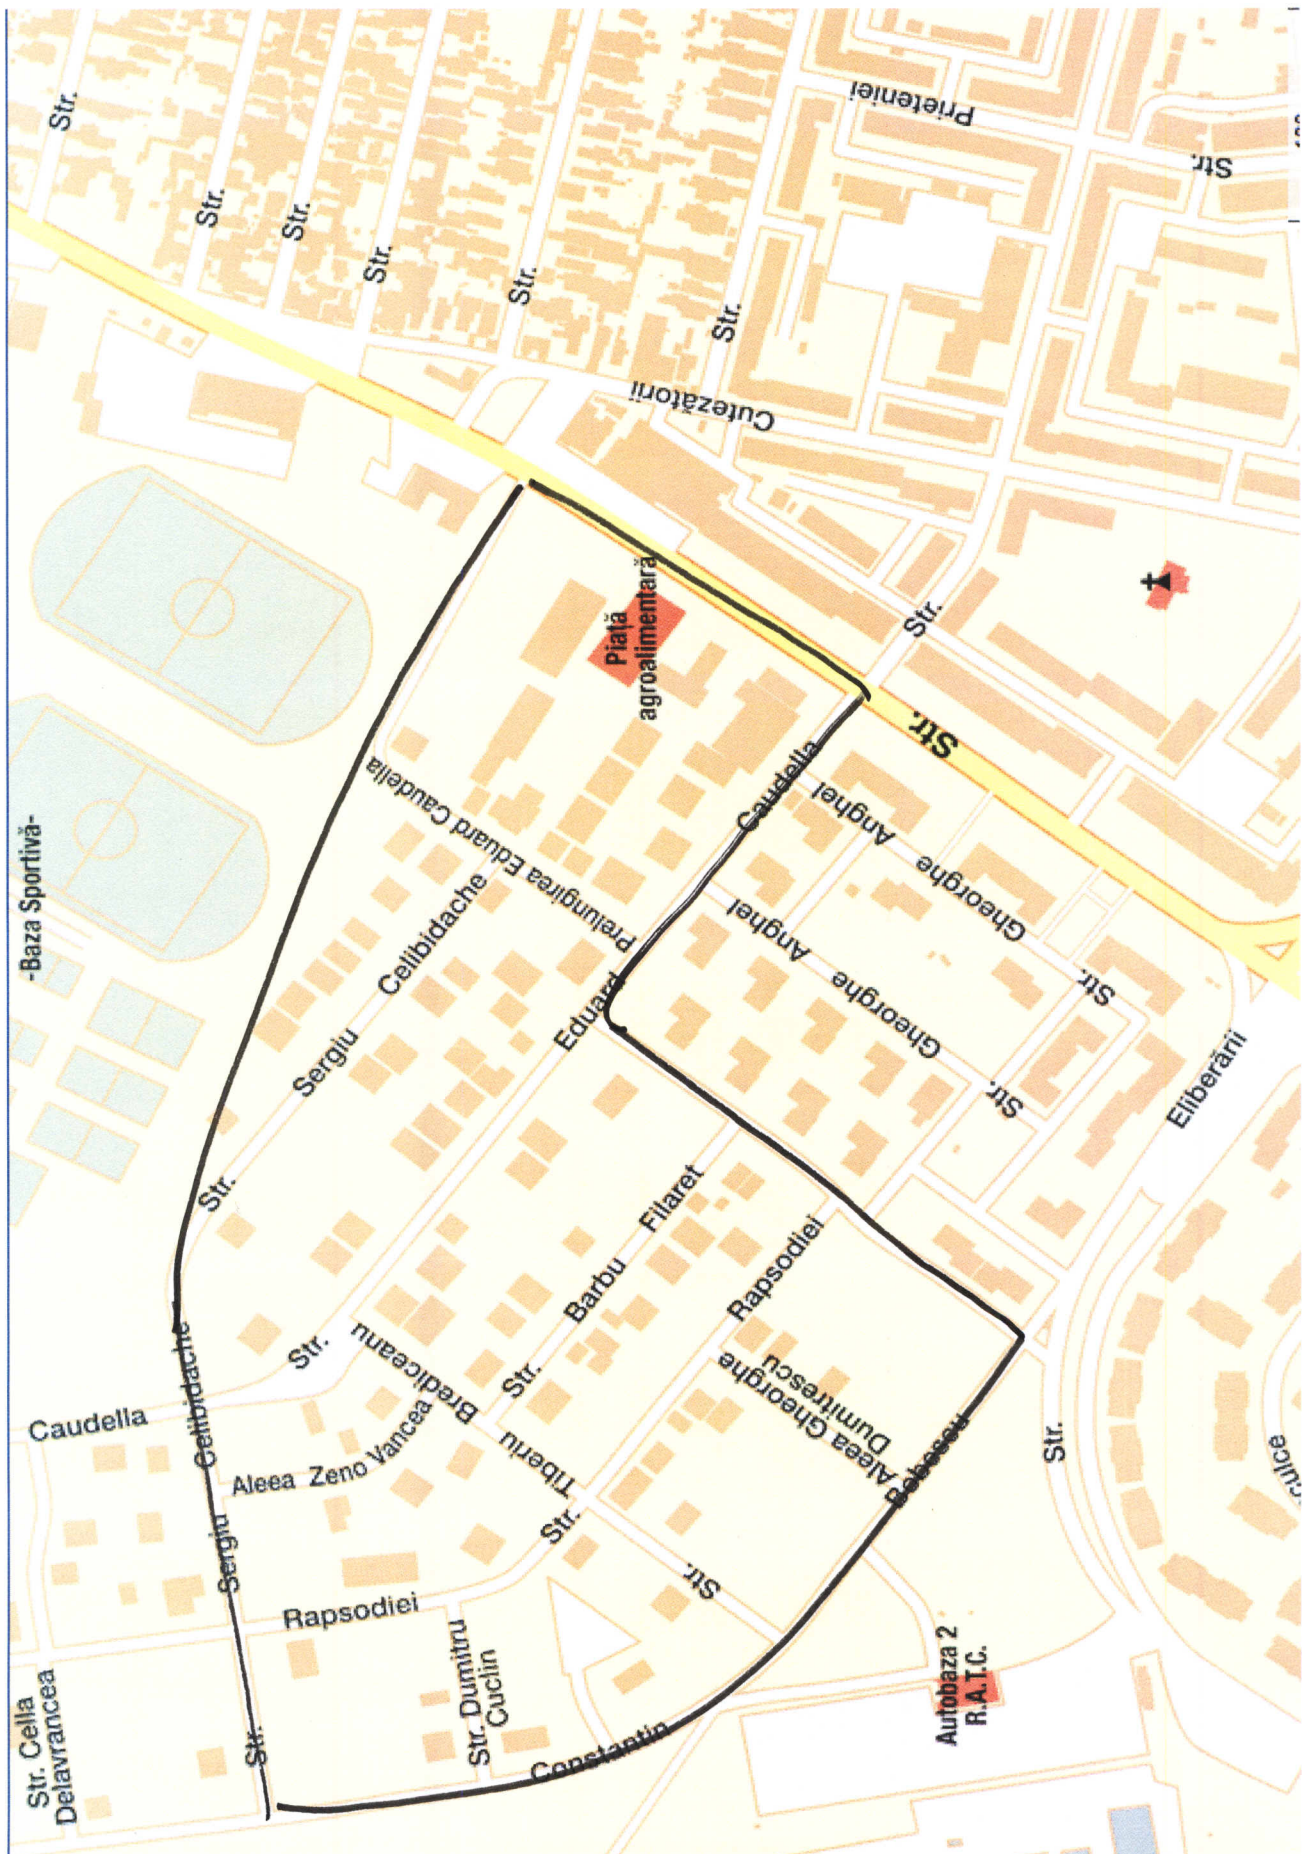 Str.
Str.
Str.
Str.
Str.
Str.
Prieteniei
Str.
Cutezătorii
-Baza Sportivă-
Piață
agroalimentară
Str.
Str.
Prelungirea Eduard Caudella
Caudella
Eduard
Str.
Caudella
Str. Gheorghe Anghel
Str. Gheorghe Anghel
Str. Sergiu Celibidache
Str. Sergiu Celibidache
Str. Barbu Filaret
Str. Tiberiu Brediceanu
Aleea Zeno Vancea
Str. Rapsodiei
Rapsodiei
Aleea Gheorghe
Dumitrescu
Str. Dumitru
Cuclin
Str. Cella
Delavrancea
Constantin
Bobescu
Str.
Eliberării
Autobaza 2
R.A.T.C.